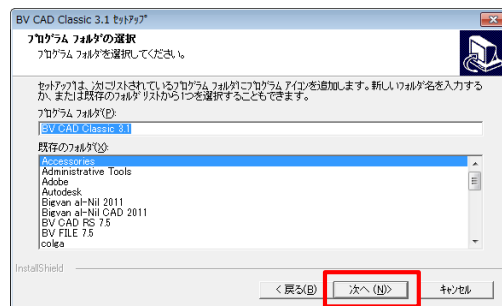 BV CAD Classic 3.1 ｾｯﾄｱｯﾌﾟ
ﾌﾟﾛｸﾞﾗﾑ ﾌｫﾙﾀﾞの選択
ﾌﾟﾛｸﾞﾗﾑ ﾌｫﾙﾀﾞを選択してください。
ｾｯﾄｱｯﾌﾟは、次にﾘｽﾄされているﾌﾟﾛｸﾞﾗﾑ ﾌｫﾙﾀﾞにﾌﾟﾛｸﾞﾗﾑ ｱｲｺﾝを追加します。新しいﾌｫﾙﾀﾞ名を入力する
か、または既存のﾌｫﾙﾀﾞ ﾘｽﾄから1つを選択することもできます。
ﾌﾟﾛｸﾞﾗﾑ ﾌｫﾙﾀﾞ(P):
BV CAD Classic 3.1
既存のﾌｫﾙﾀﾞ(X):
Accessories
Administrative Tools
Adobe
Autodesk
Bigvan al-Nil 2011
Bigvan al-Nil CAD 2011
BV CAD RS 7.5
BV FILE 7.5
colga
InstallShield
< 戻る(B)
次へ (N)>
ｷｬﾝｾﾙ